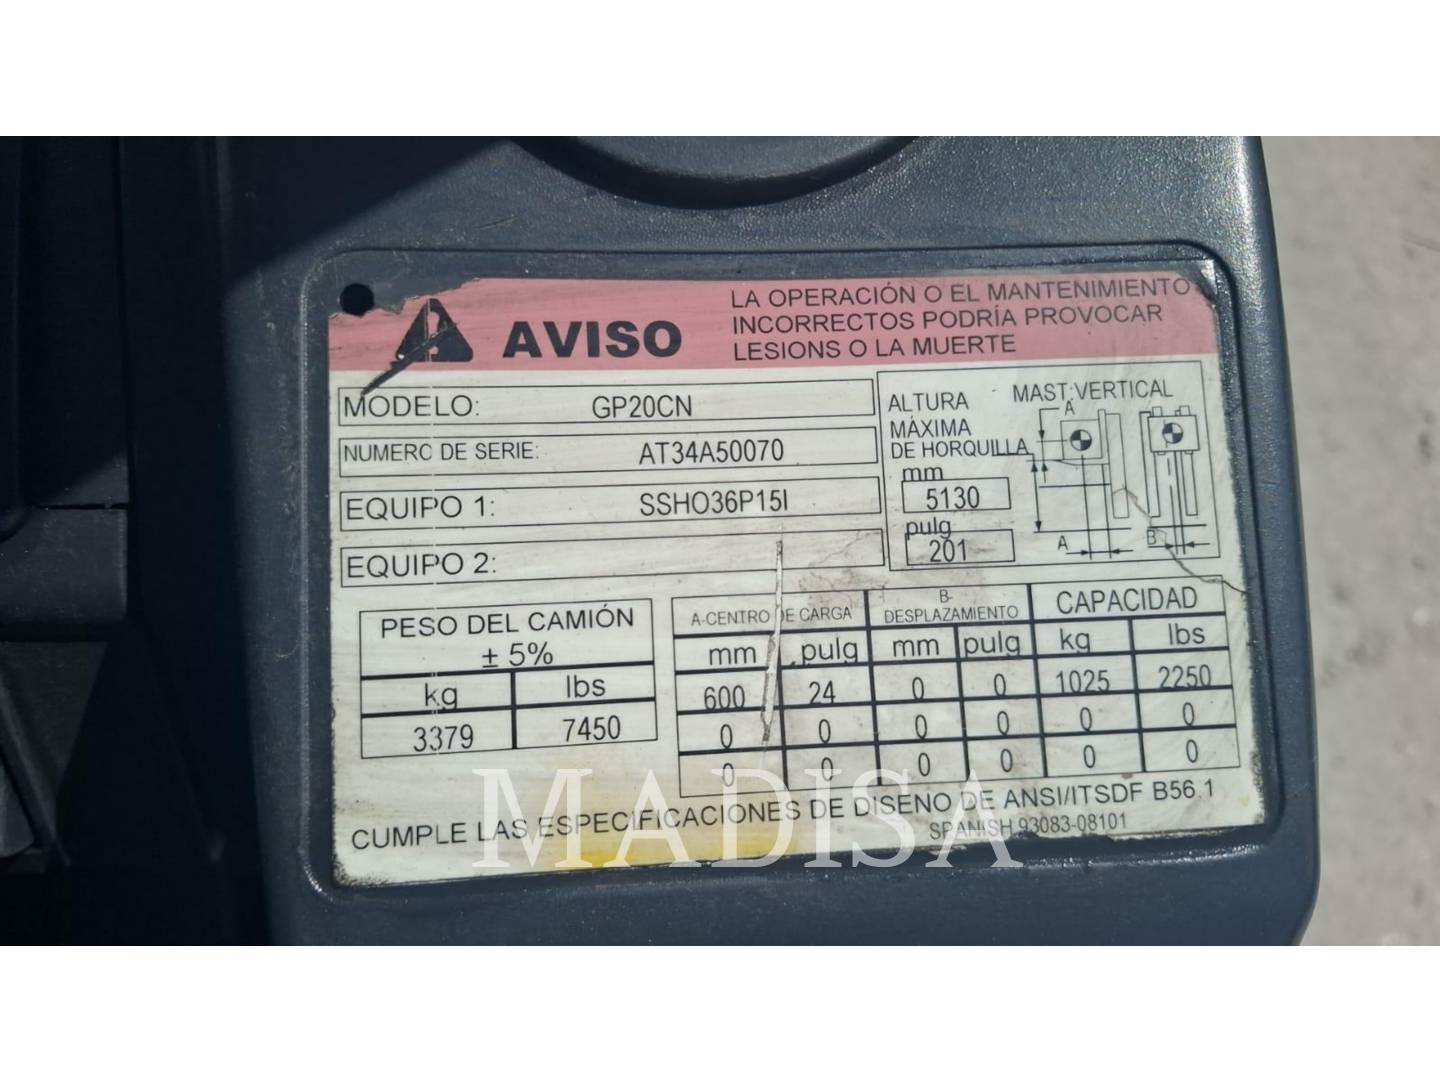 AVISO
LA OPERACIÓN O EL MANTENIMIENTO
INCORRECTOS PODRÍA PROVOCAR
LESIONS O LA MUERTE
MODELO: GP20CN
NUMERO DE SERIE: AT34A50070
EQUIPO 1: SSHO36P15I
EQUIPO 2:
ALTURA
MÁXIMA
DE HORQUILLA
mm
5130
pulg
201
MAST:VERTICAL
A
A
B
PESO DEL CAMIÓN
± 5%
kg lbs
3379 7450
A-CENTRO DE CARGA B-DESPLAZAMIENTO CAPACIDAD
mm pulg mm pulg kg lbs
600 24 0 0 1025 2250
0 0 0 0 0 0
0 0 0 0 0 0
CUMPLE LAS ESPECIFICACIONES DE DISENO DE ANSI/ITSDF B56.1
SPANISH 93083-08101
MADISA